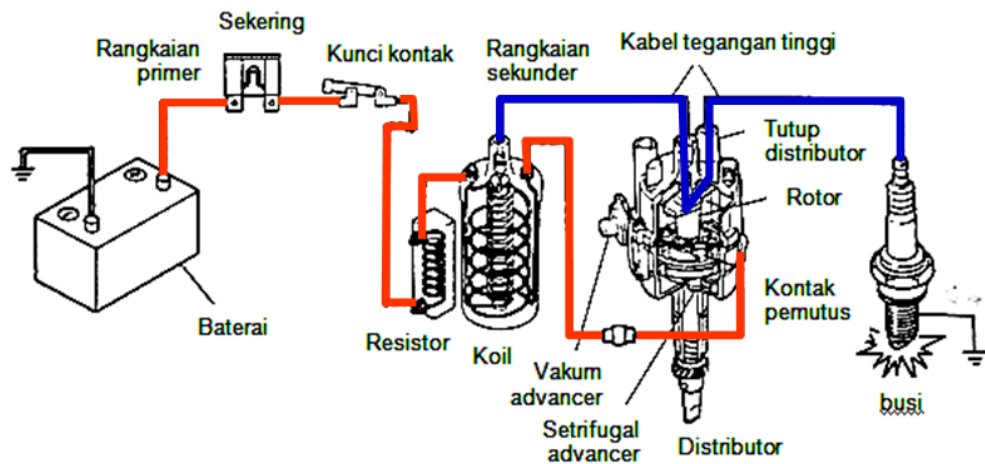 Sekering
Rangkaian
primer
Kunci kontak
Rangkaian
sekunder
Kabel tegangan tinggi
Tutup
distributor
Rotor
Kontak
pemutus
Baterai
Resistor
Koil
Vakum
advancer
Setrifugal
advancer
Distributor
busi